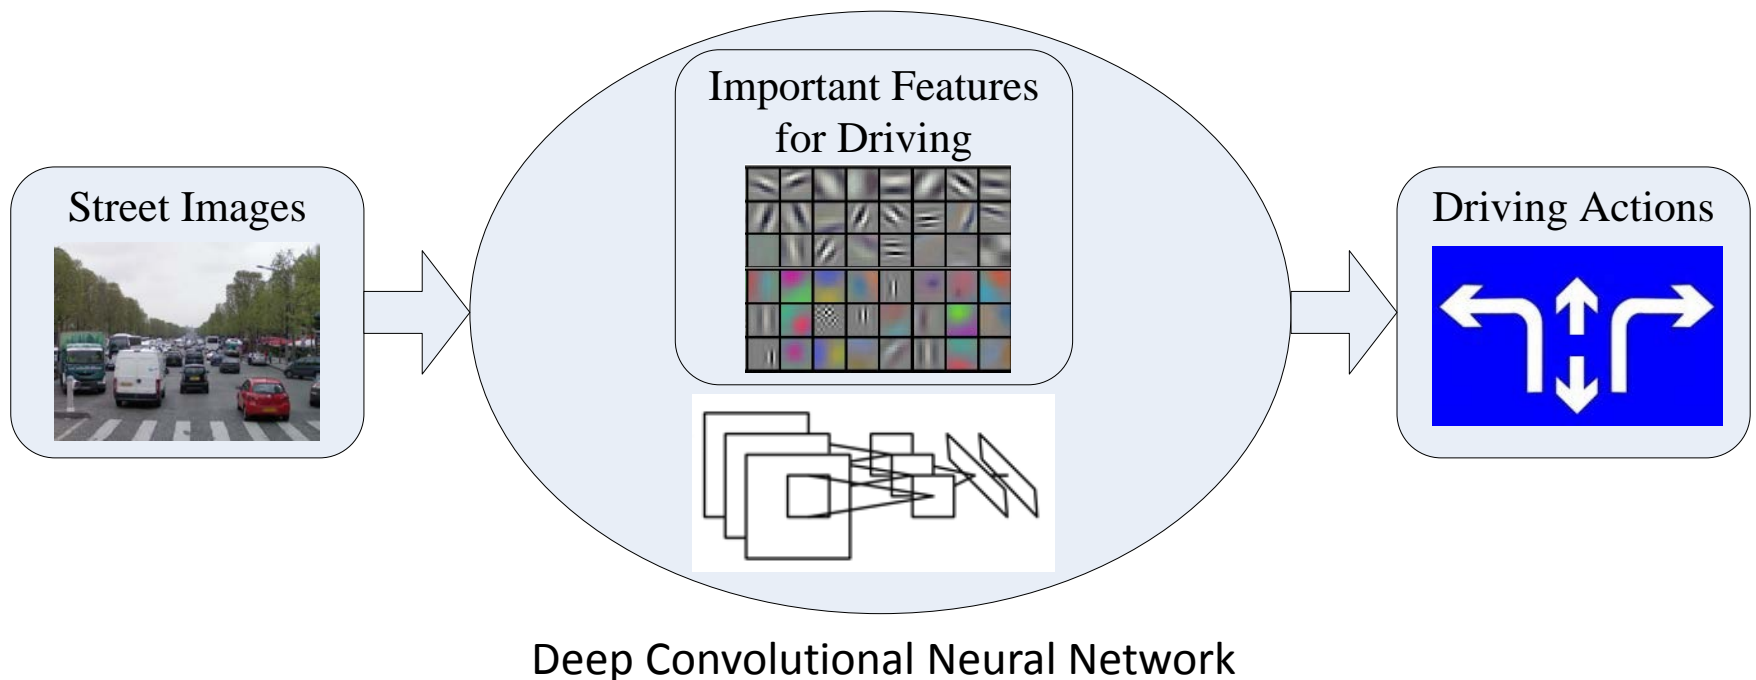 Street Images
Important Features
for Driving
Driving Actions
Deep Convolutional Neural Network